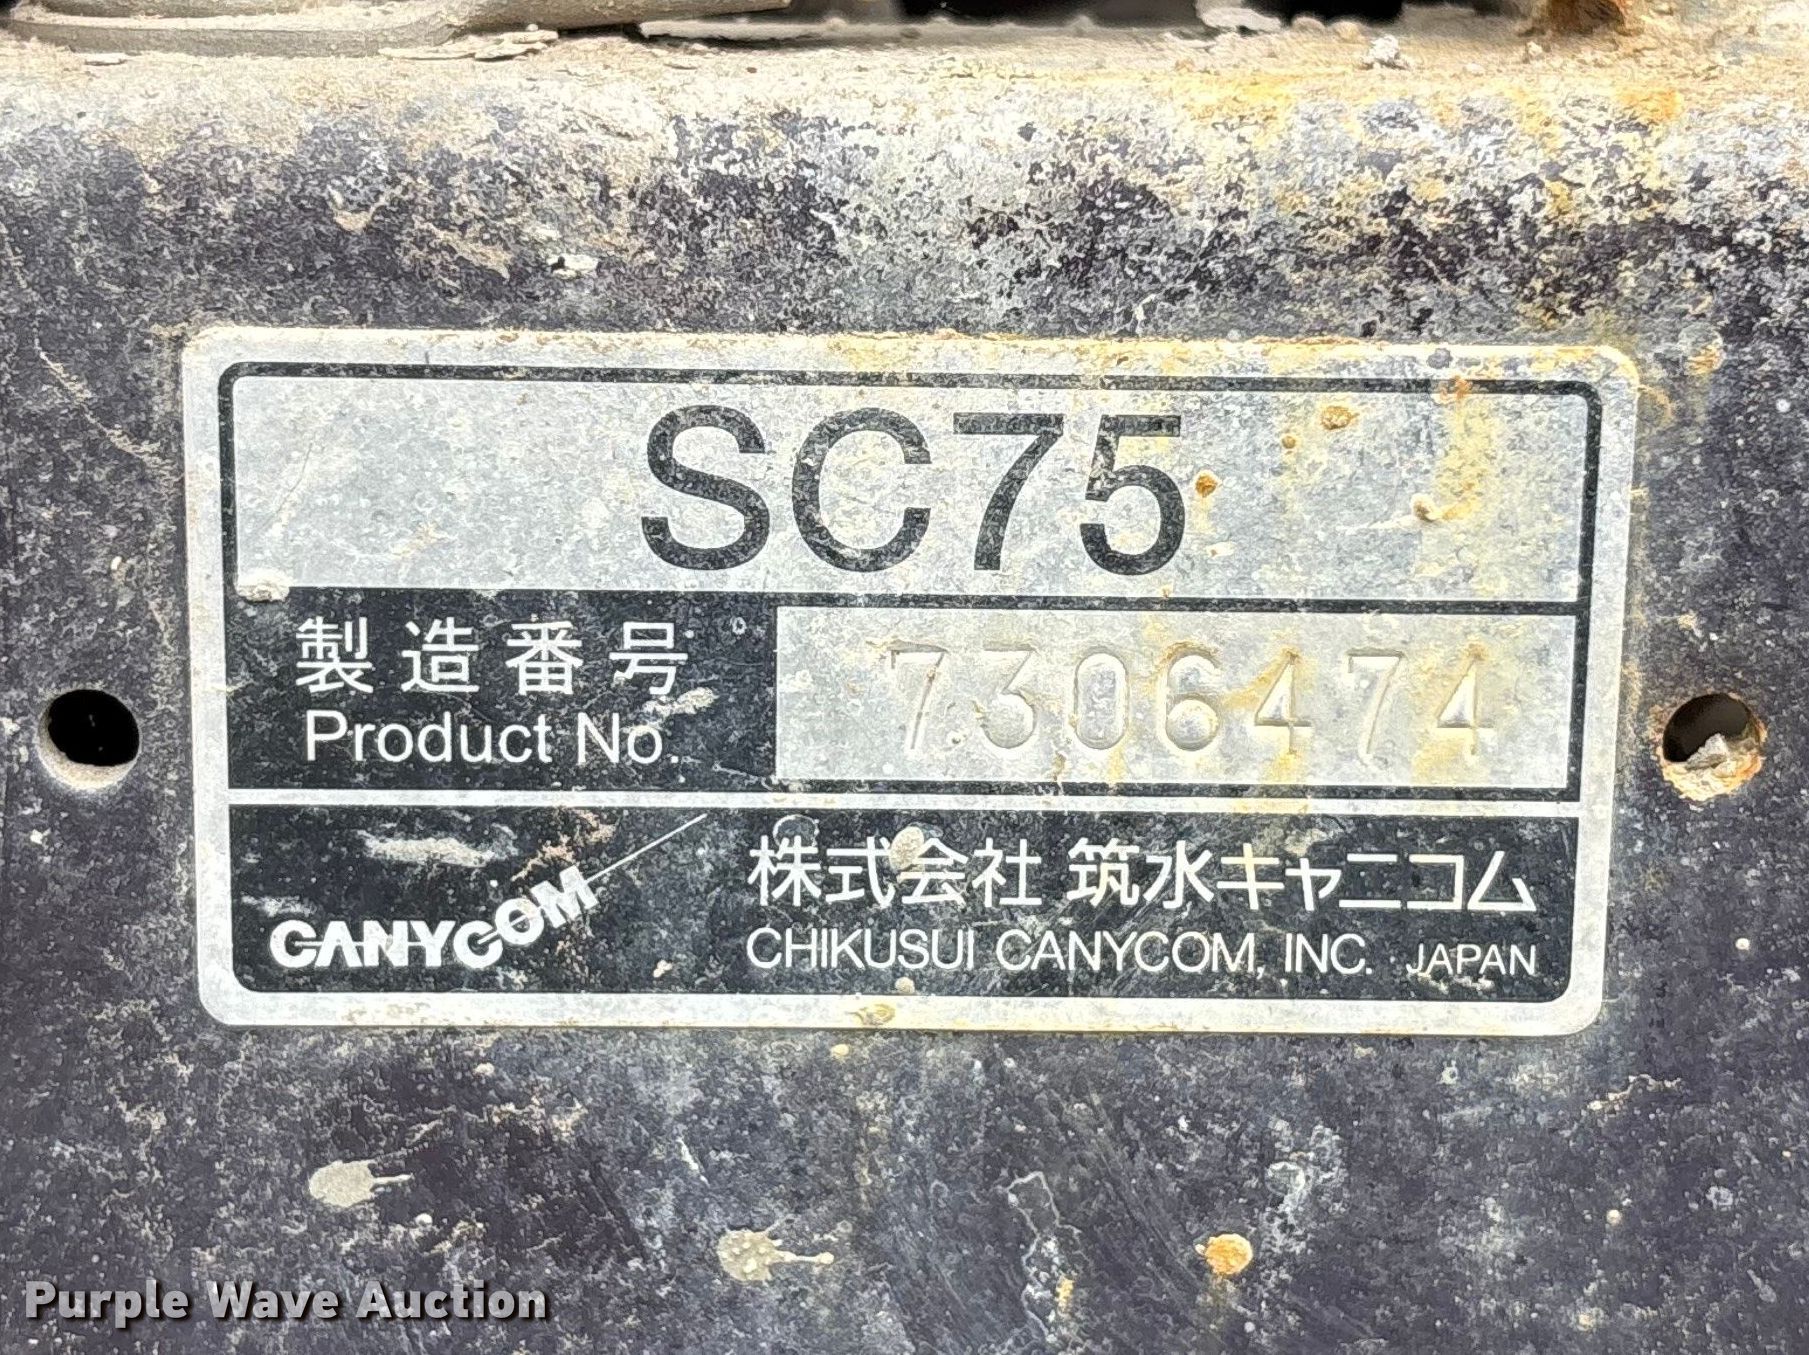 SC75
製造番号
Product No.
7306474
CANYCOM
株式会社 筑水キャニコム
CHIKUSUI CANYCOM, INC. JAPAN
Purple Wave Auction